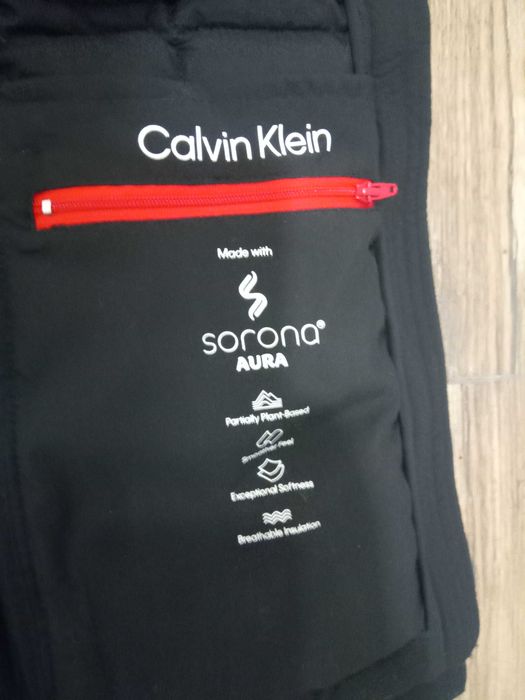 Calvin Klein
Made with
sorona®
AURA
Partially Plant-Based
Smoother Feel
Exceptional Softness
Breathable Insulation